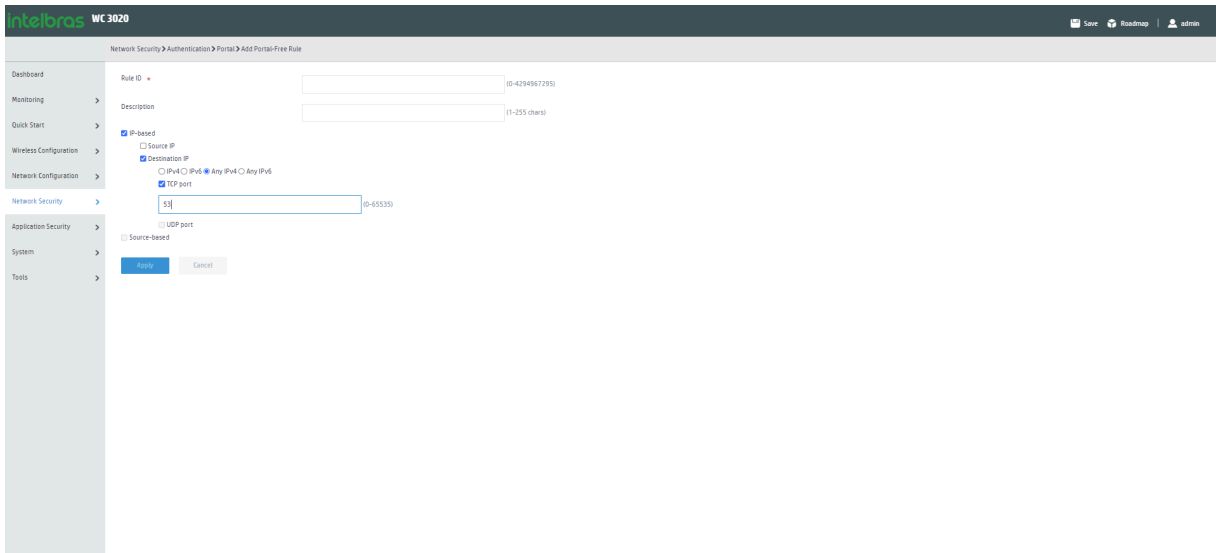 intelbras WC 3020
Save Roadmap | admin
Network Security > Authentication > Portal > Add Portal-Free Rule
Dashboard
Monitoring
Quick Start
Wireless Configuration
Network Configuration
Network Security
Application Security
System
Tools
Rule ID * (0-4294967295)
Description (1-255 chars)
IP-based
Source IP
Destination IP
IPv4 IPv6 Any IPv4 Any IPv6
TCP port
53 (0-65535)
UDP port
Source-based
Apply Cancel